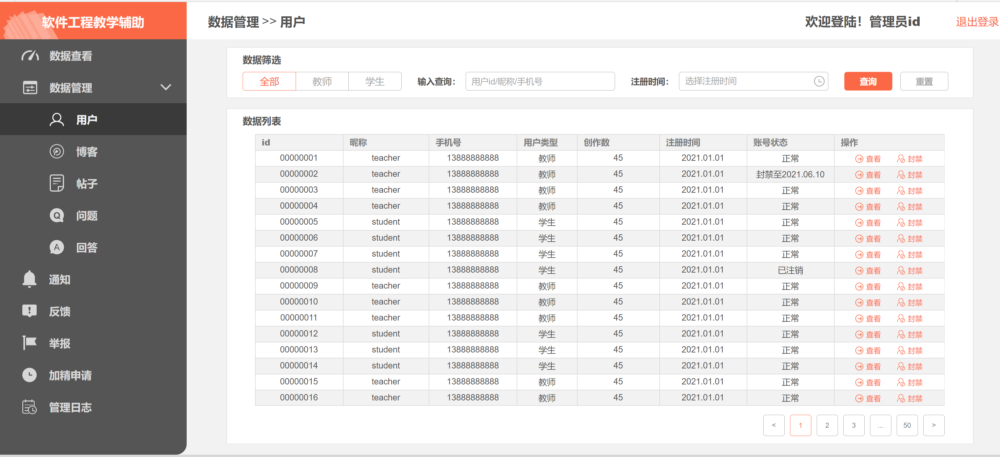 软件工程教学辅助
数据管理 >> 用户
欢迎登陆！管理员id
退出登录
数据查看
数据管理
用户
博客
帖子
Q 问题
A 回答
通知
反馈
举报
加精申请
管理日志
数据筛选
全部 教师 学生 输入查询： 用户id/昵称/手机号 注册时间： 选择注册时间 查询 重置
数据列表
id 昵称 手机号 用户类型 创作数 注册时间 账号状态 操作
00000001 teacher 13888888888 教师 45 2021.01.01 正常 查看 封禁
00000002 teacher 13888888888 教师 45 2021.01.01 封禁至2021.06.10 查看 封禁
00000003 teacher 13888888888 教师 45 2021.01.01 正常 查看 封禁
00000004 teacher 13888888888 教师 45 2021.01.01 正常 查看 封禁
00000005 student 13888888888 学生 45 2021.01.01 正常 查看 封禁
00000006 student 13888888888 学生 45 2021.01.01 正常 查看 封禁
00000007 student 13888888888 学生 45 2021.01.01 正常 查看 封禁
00000008 student 13888888888 学生 45 2021.01.01 已注销 查看 封禁
00000009 teacher 13888888888 教师 45 2021.01.01 正常 查看 封禁
00000010 teacher 13888888888 教师 45 2021.01.01 正常 查看 封禁
00000011 teacher 13888888888 教师 45 2021.01.01 正常 查看 封禁
00000012 student 13888888888 学生 45 2021.01.01 正常 查看 封禁
00000013 student 13888888888 学生 45 2021.01.01 正常 查看 封禁
00000014 student 13888888888 学生 45 2021.01.01 正常 查看 封禁
00000015 teacher 13888888888 教师 45 2021.01.01 正常 查看 封禁
00000016 teacher 13888888888 教师 45 2021.01.01 正常 查看 封禁
< 1 2 3 ... 50 >